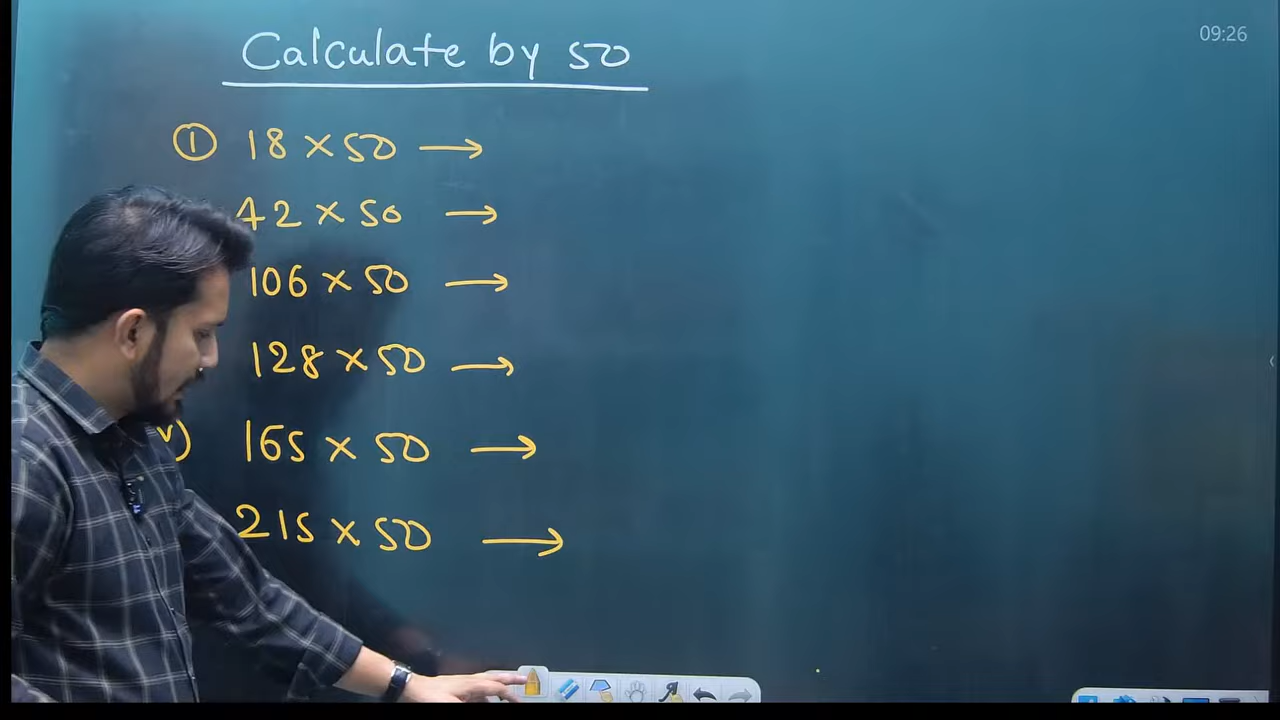 Calculate by 50
09:26
① 18 × 50 →
42 × 50 →
106 × 50 →
128 × 50 →
v) 165 × 50 →
215 × 50 →